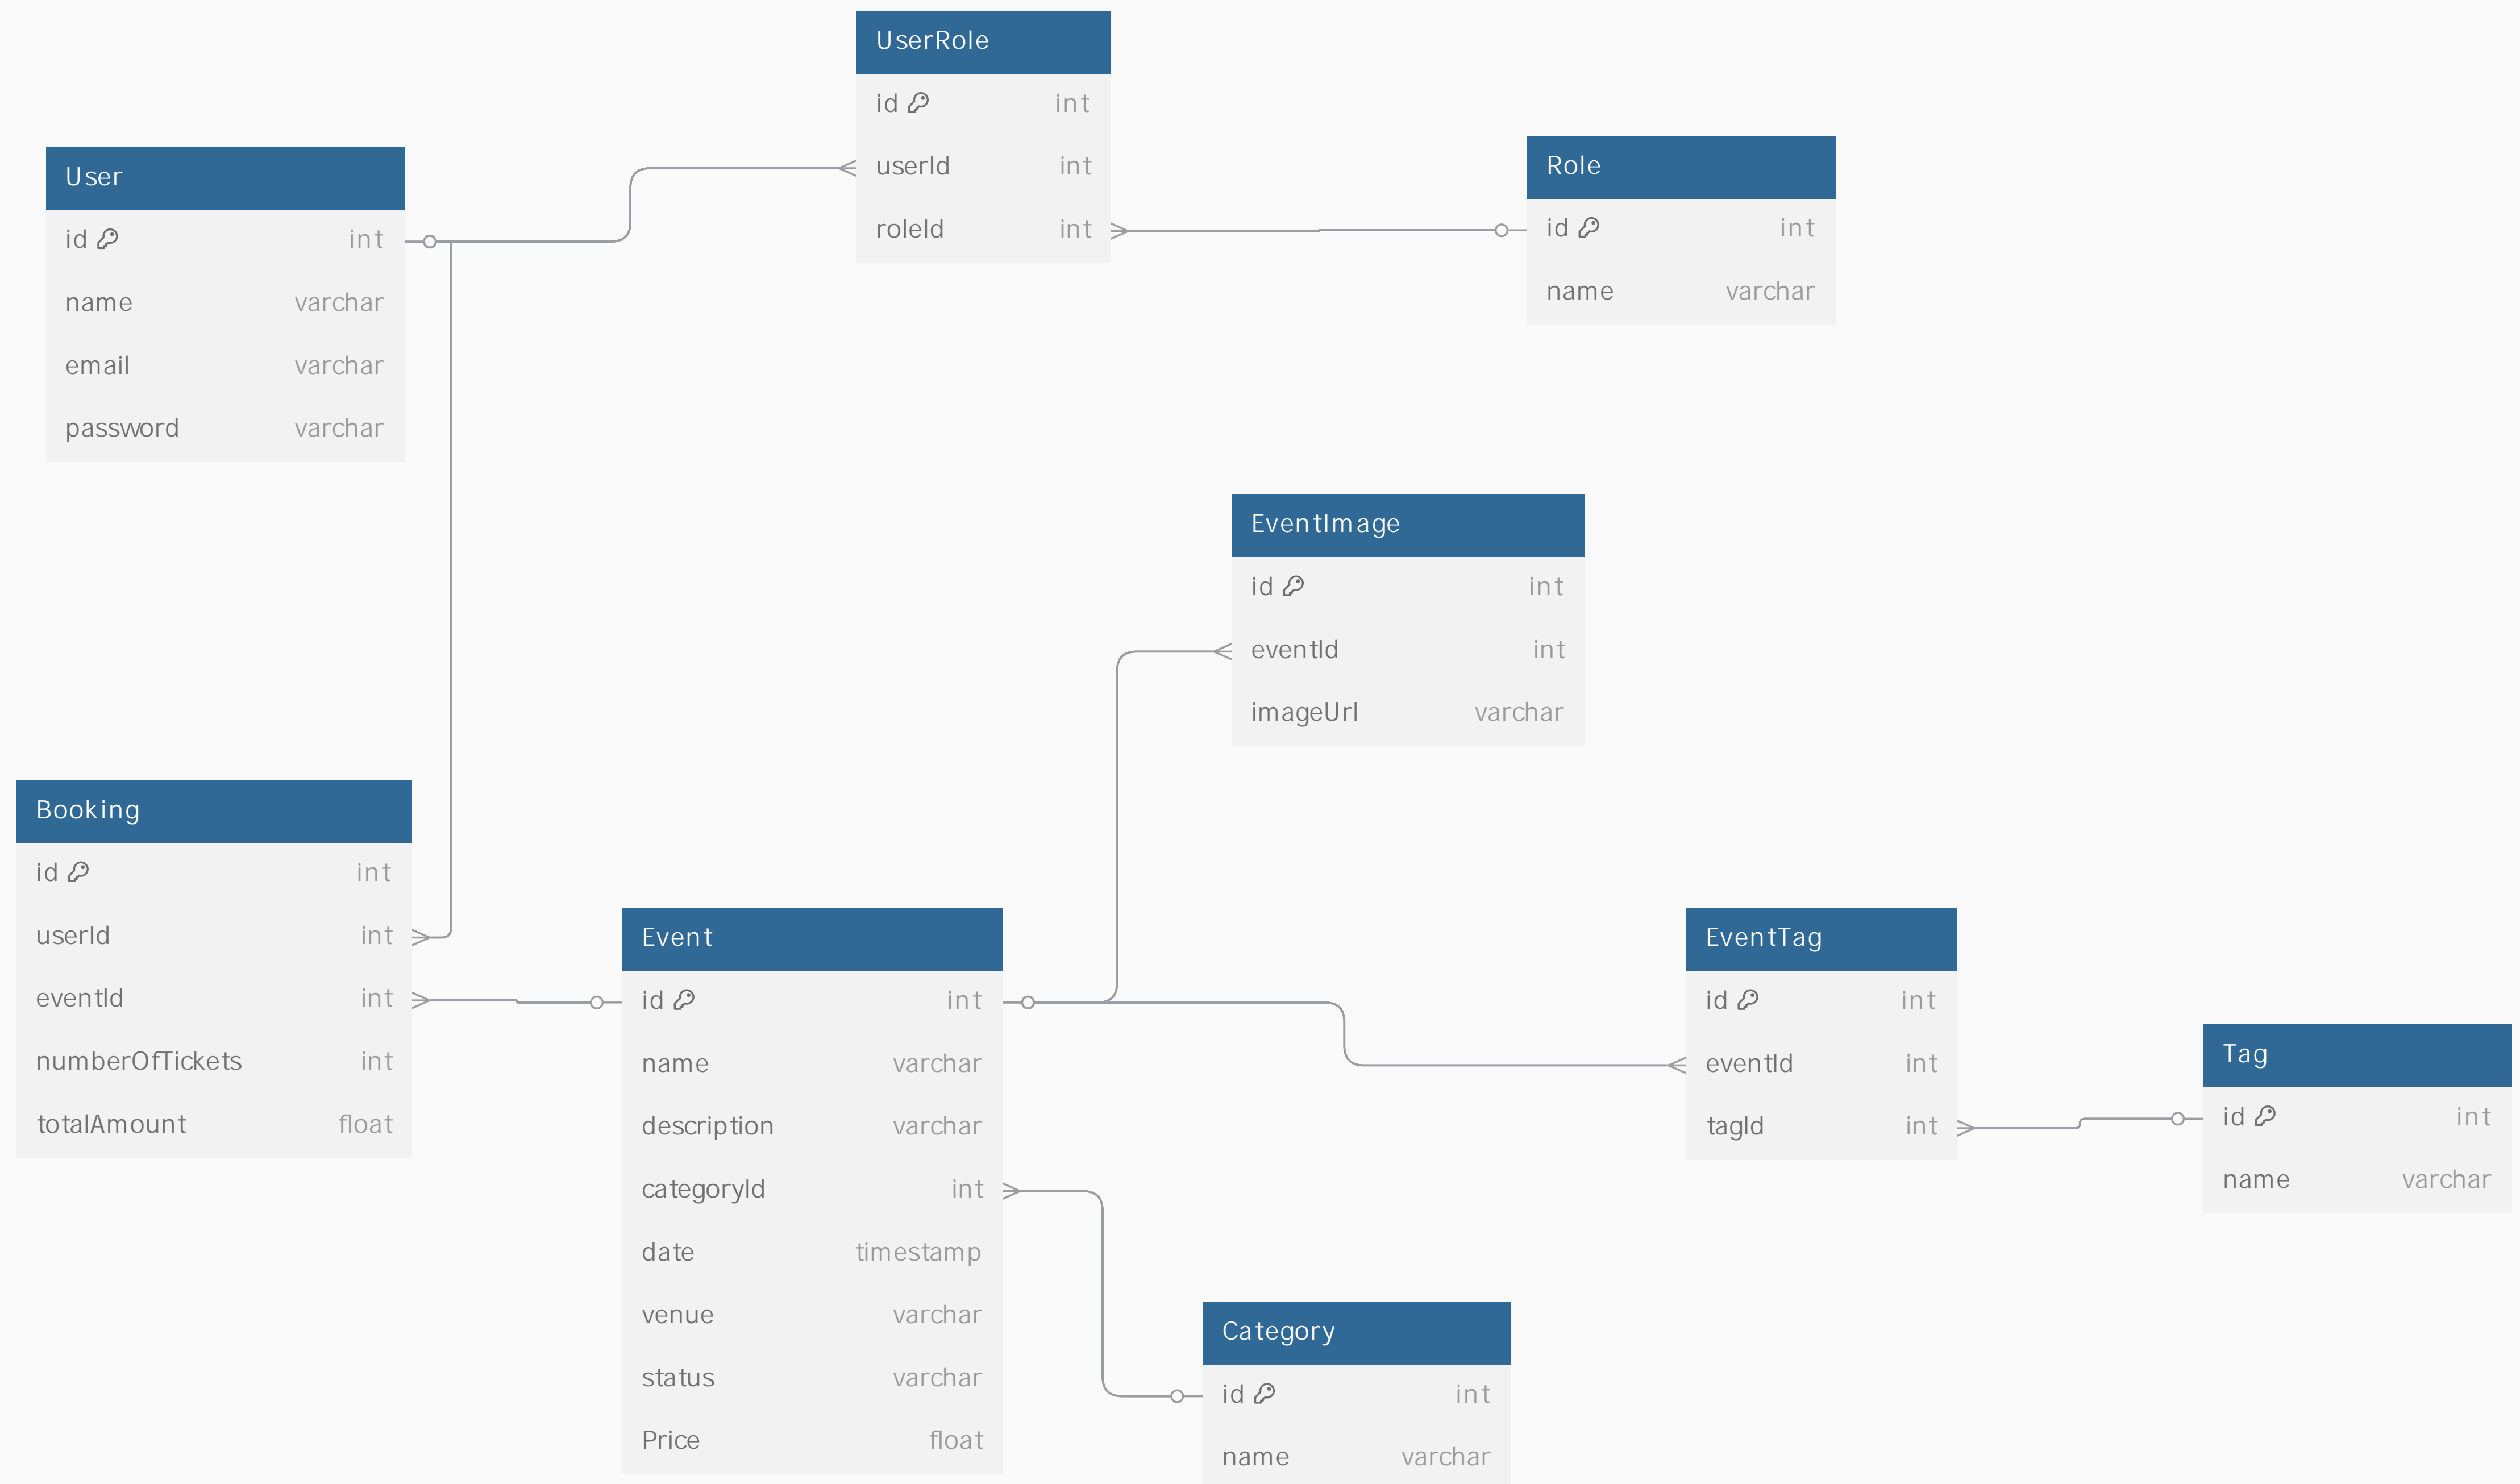 UserRole
id int
userId int
roleId int
User
id int
name varchar
email varchar
password varchar
Role
id int
name varchar
EventImage
id int
eventId int
imageUrl varchar
Booking
id int
userId int
eventId int
numberOfTickets int
totalAmount float
Event
id int
name varchar
description varchar
categoryId int
date timestamp
venue varchar
status varchar
Price float
EventTag
id int
eventId int
tagId int
Tag
id int
name varchar
Category
id int
name varchar